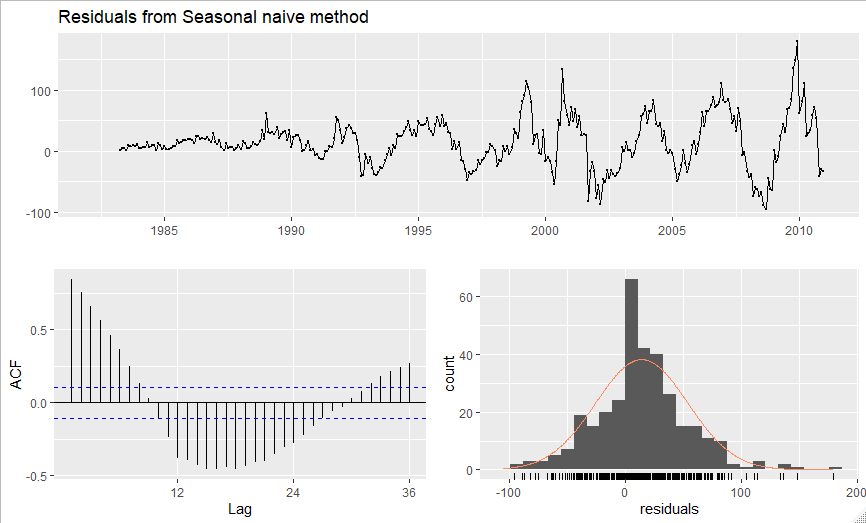 Residuals from Seasonal naive method
100
0
-100
1985 1990 1995 2000 2005 2010
ACF
0.5
0.0
-0.5
12 24 36
Lag
count
60
40
20
0
-100 0 100 200
residuals